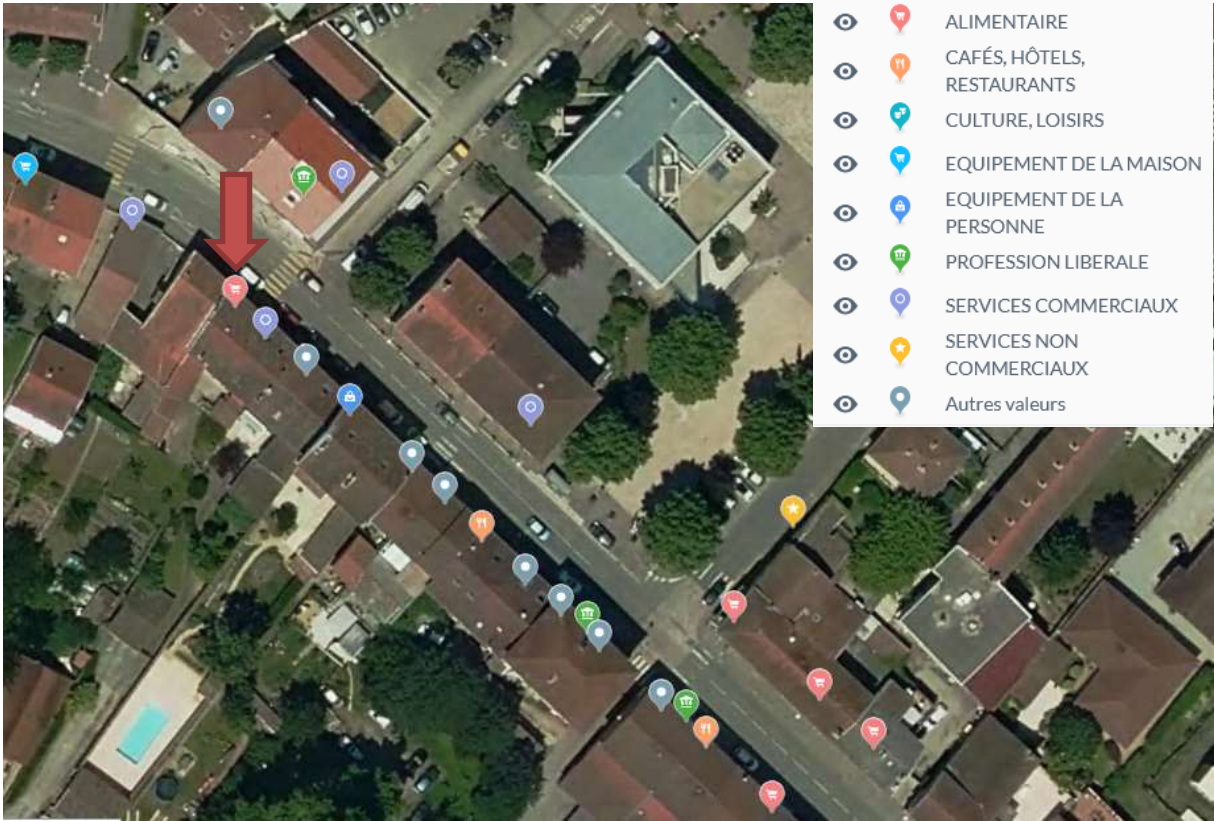 ALIMENTAIRE
CAFÉS, HÔTELS,
RESTAURANTS
CULTURE, LOISIRS
EQUIPEMENT DE LA MAISON
EQUIPEMENT DE LA
PERSONNE
PROFESSION LIBERALE
SERVICES COMMERCIAUX
SERVICES NON
COMMERCIAUX
Autres valeurs